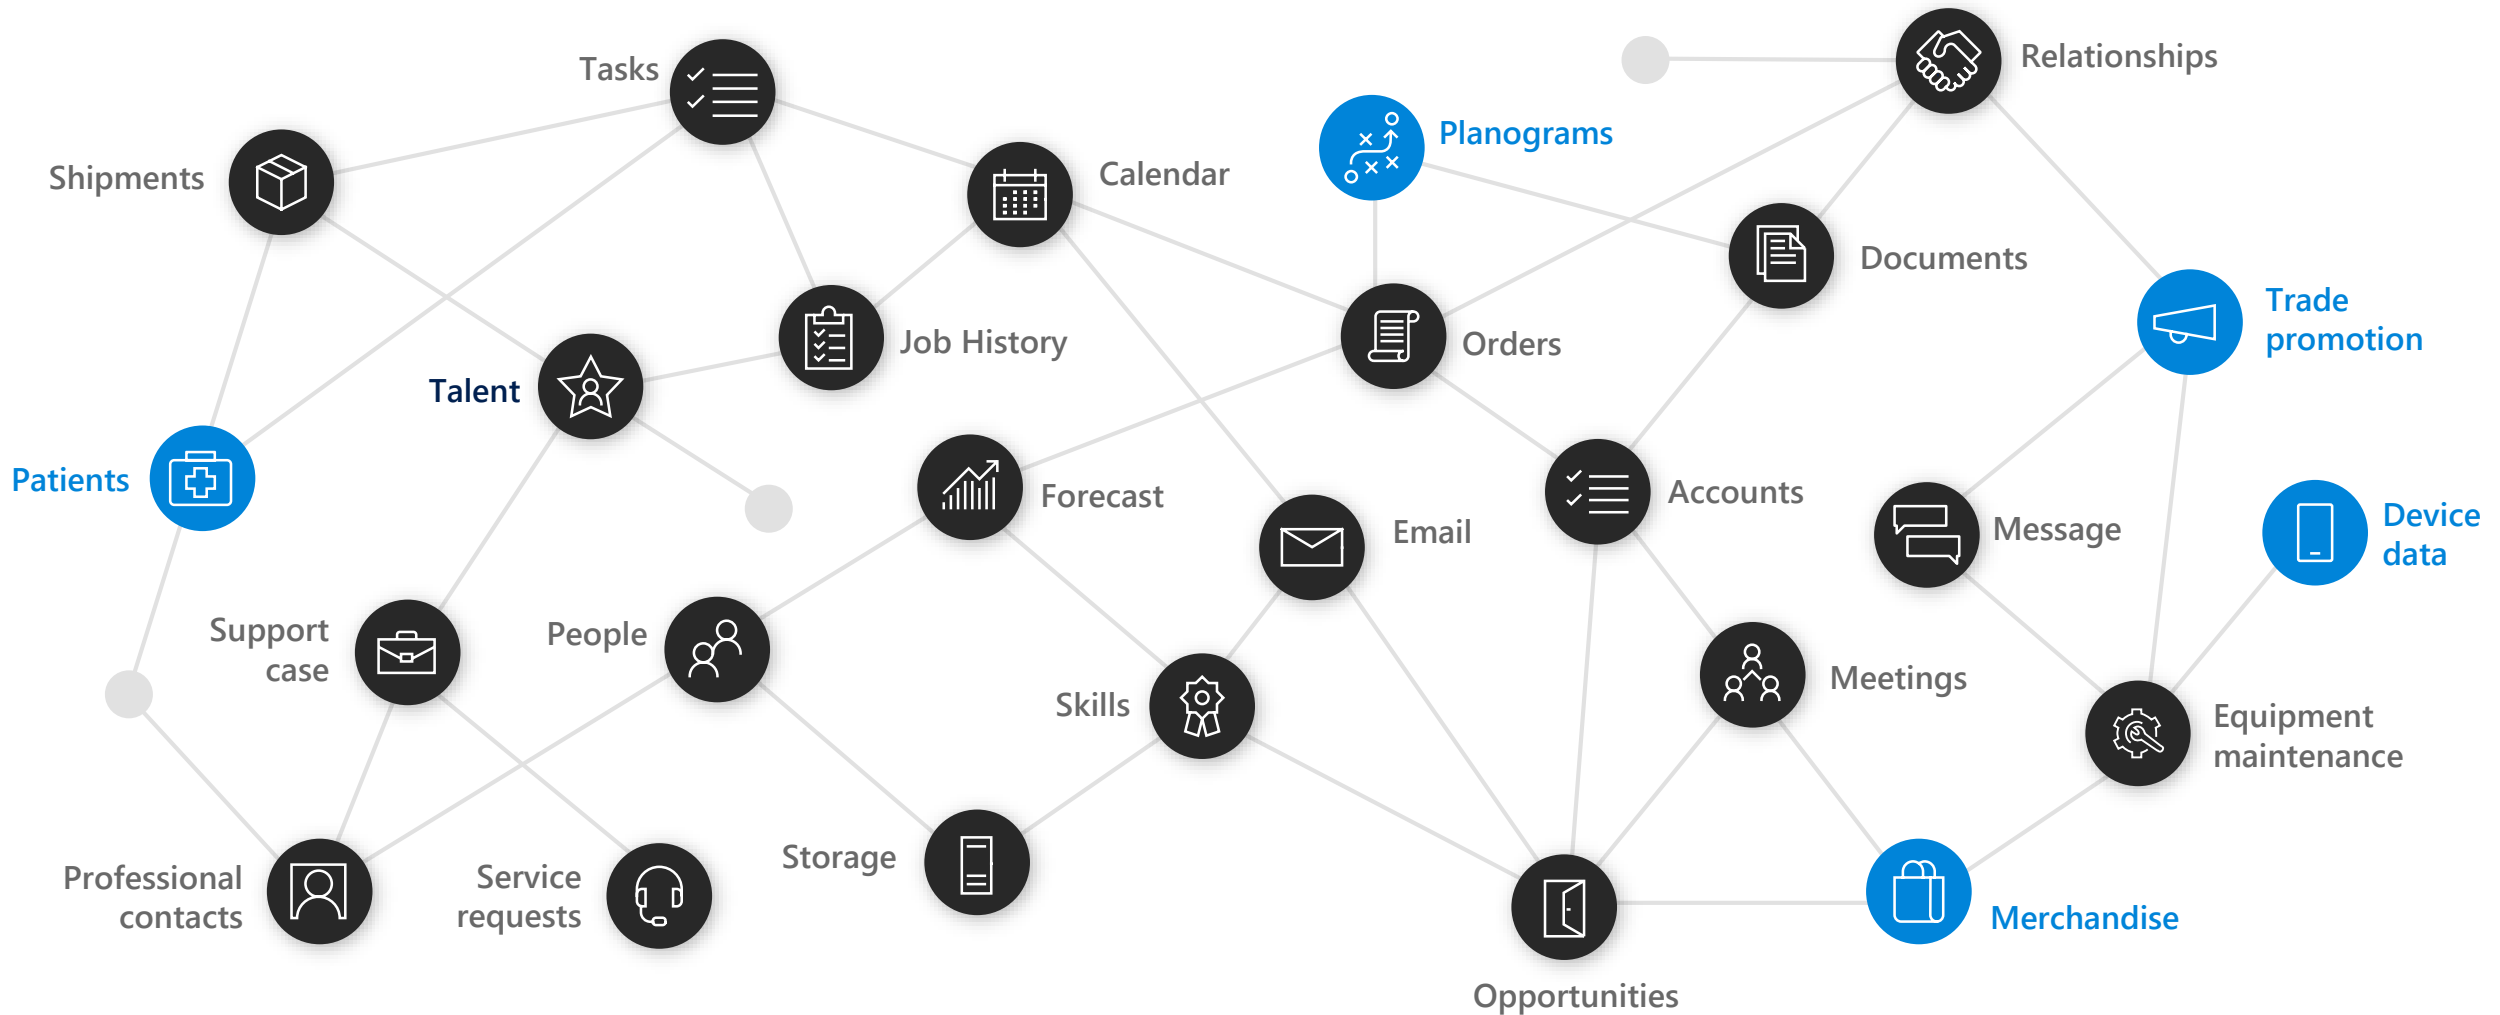 Tasks
Relationships
Planograms
Shipments
Calendar
Documents
Trade
promotion
Job History
Orders
Talent
Patients
Forecast
Accounts
Email
Message
Device
data
Support
case
People
Skills
Meetings
Equipment
maintenance
Professional
contacts
Service
requests
Storage
Merchandise
Opportunities